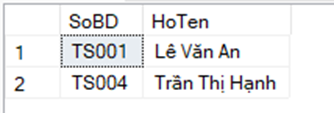 SoBD HoTen
1 TS001 Lê Văn An
2 TS004 Trần Thị Hạnh